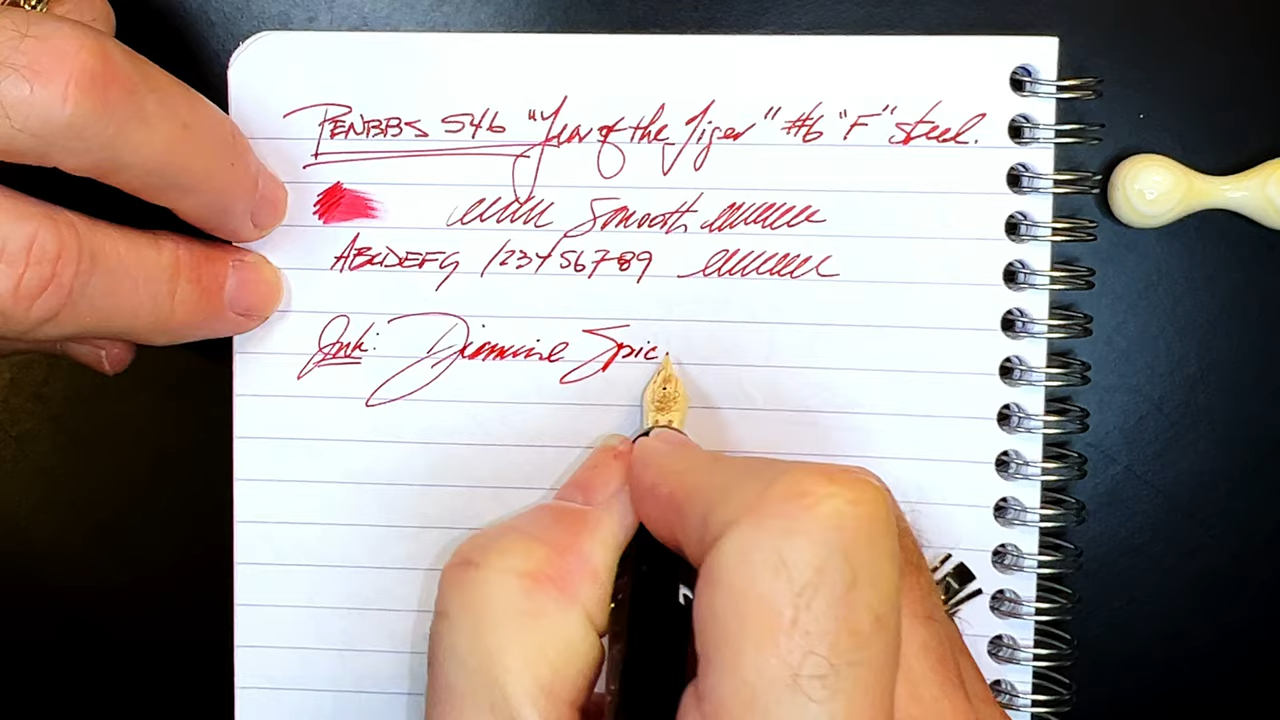 PENBBS 546 "Year of the Tiger" #6 "F" steel.
Smooth
ABCDEFG 123456789
Ink: Diamine Spic